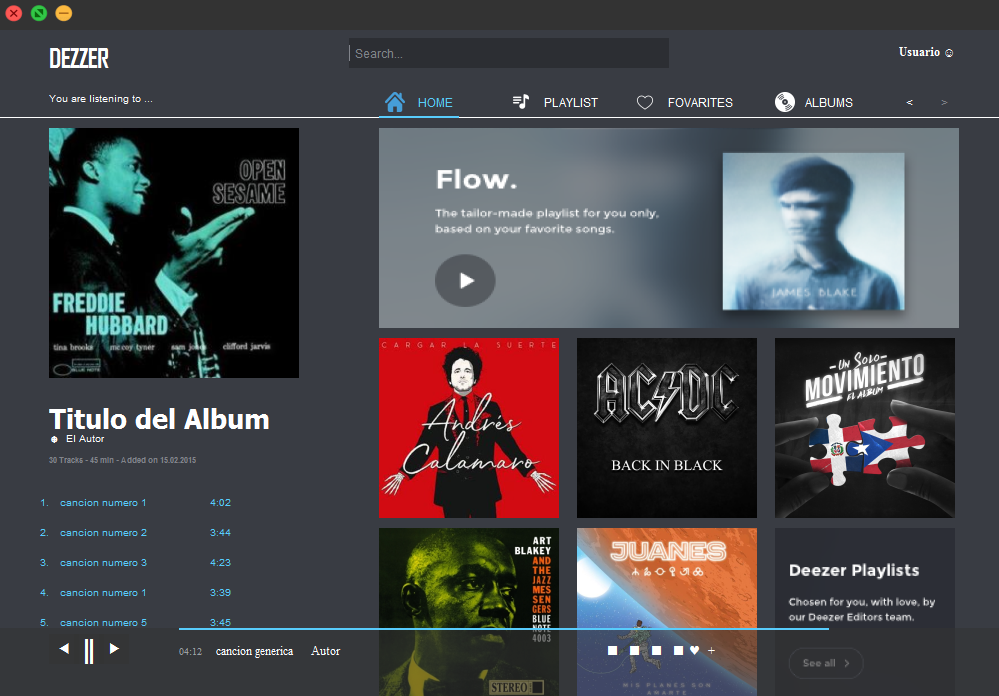 DEZZER
Search...
Usuario
You are listening to ...
HOME
PLAYLIST
FOVARITES
ALBUMS
<
>
OPEN
SESAME
FREDDIE
HUBBARD
tina brooks mc coy tyner sam jones clifford jarvis
BLUE NOTE
Titulo del Album
El Autor
30 Tracks - 45 min - Added on 15.02.2015
1. cancion numero 1 4:02
2. cancion numero 2 3:44
3. cancion numero 3 4:23
4. cancion numero 1 3:39
5. cancion numero 5 3:45
Flow.
The tailor-made playlist for you only,
based on your favorite songs.
JAMES BLAKE
CARGAR LA SUERTE
Andrés
Calamaro
AC DC
BACK IN BLACK
UN SOLO
MOVIMIENTO
EL ALBUM
ART
BLAKEY
AND
THE
JAZZ
MES
SEN
GERS
BLUE
NOTE
4003
STEREO
JUANES
MIS PLANES SON
AMARTE
Deezer Playlists
Chosen for you, with love, by
our Deezer Editors team.
See all >
04:12 cancion generica Autor
+